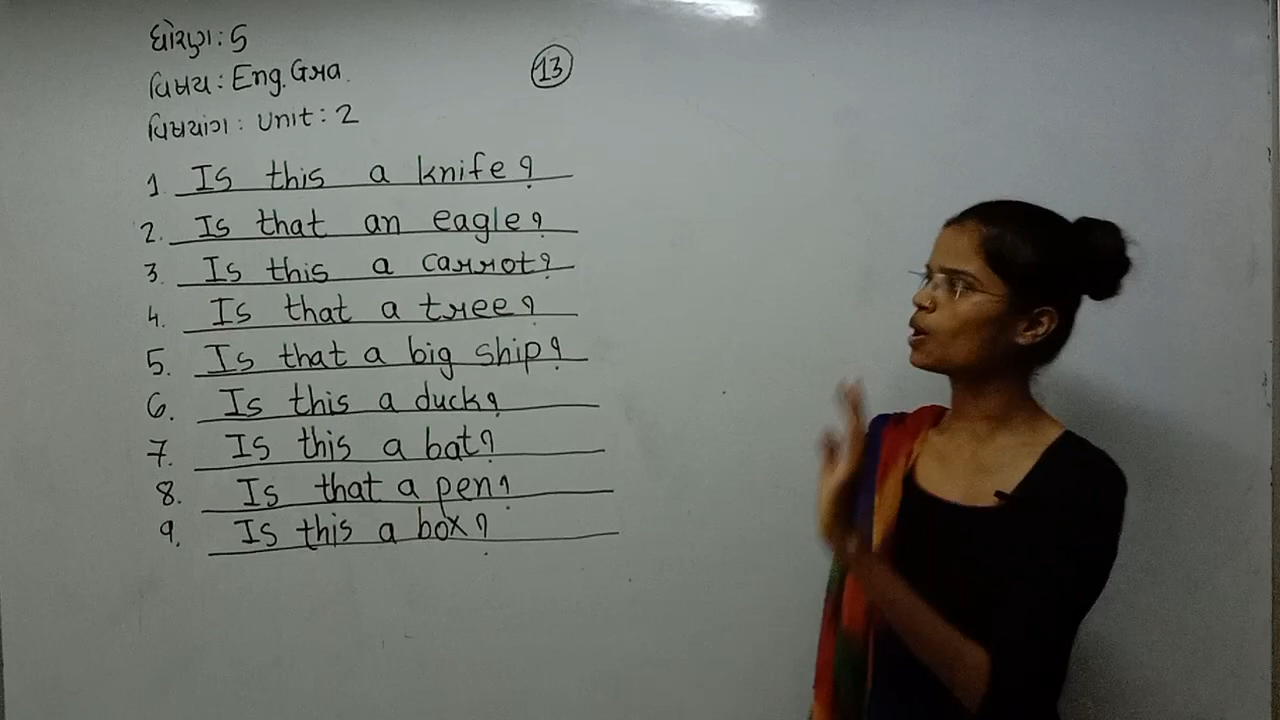 ધોરણ: 5
વિષય: Eng. Gra.
વિષયાંગ: Unit: 2
13
1. Is this a knife?
2. Is that an eagle?
3. Is this a carrot?
4. Is that a tree?
5. Is that a big ship?
6. Is this a duck?
7. Is this a bat?
8. Is that a pen?
9. Is this a box?